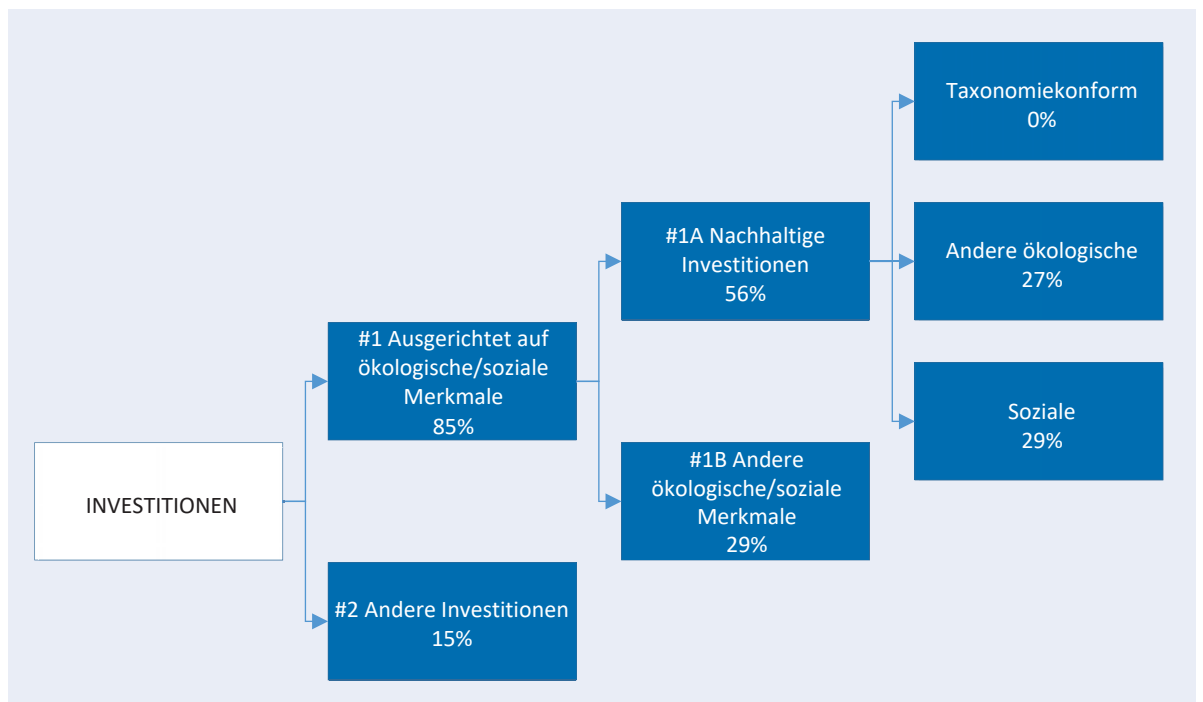 INVESTITIONEN
#1 Ausgerichtet auf
ökologische/soziale
Merkmale
85%
#2 Andere Investitionen
15%
#1A Nachhaltige
Investitionen
56%
#1B Andere
ökologische/soziale
Merkmale
29%
Taxonomiekonform
0%
Andere ökologische
27%
Soziale
29%